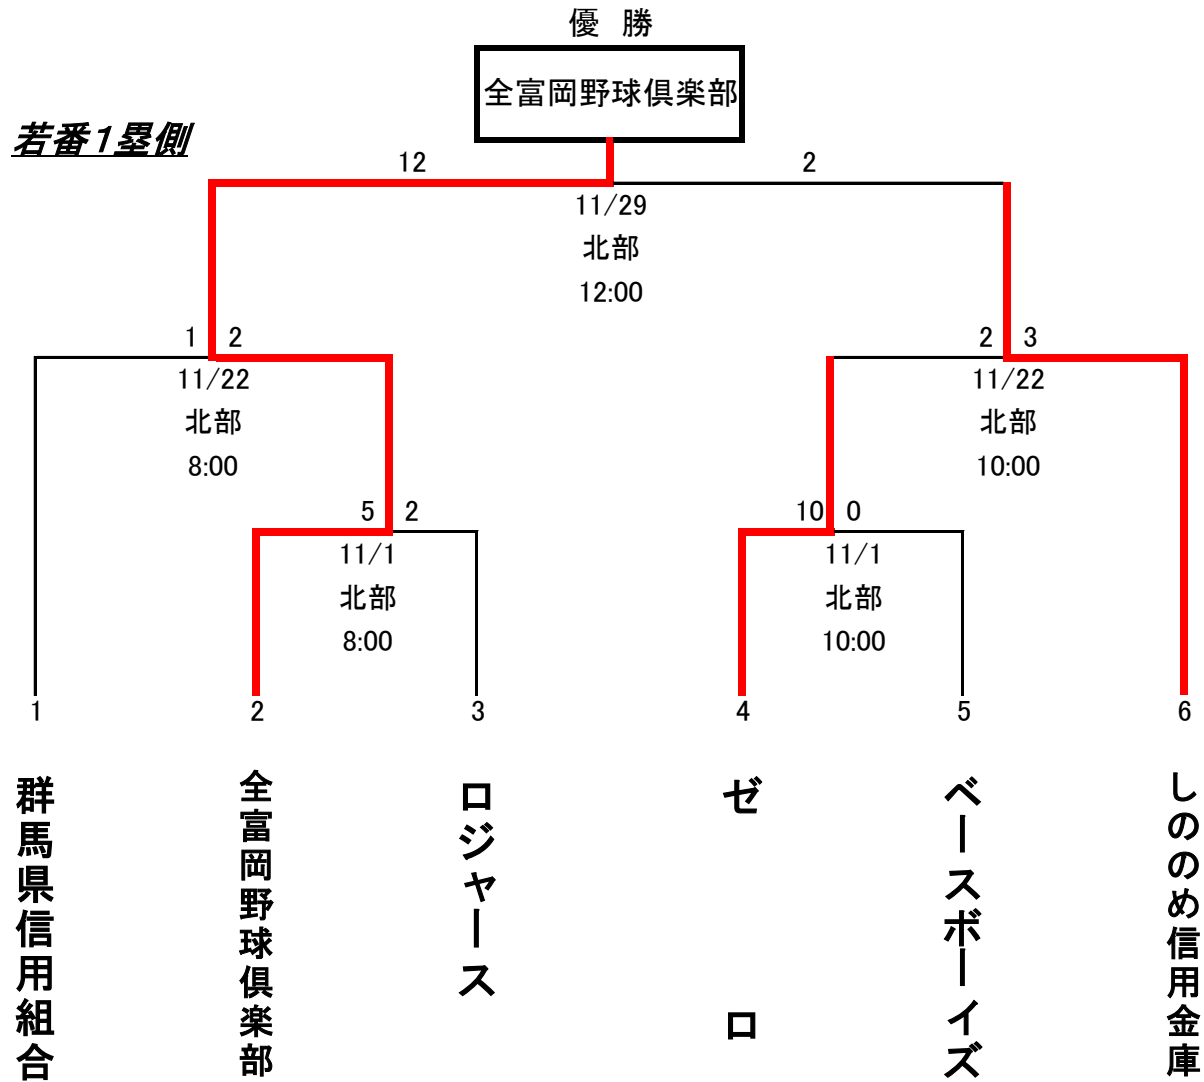 優 勝
全富岡野球倶楽部
若番1塁側
12
2
11/29
北部
12:00
1 2
11/22
北部
8:00
2 3
11/22
北部
10:00
5 2
11/1
北部
8:00
10 0
11/1
北部
10:00
1
2
3
4
5
6
群馬県信用組合
全富岡野球倶楽部
ロジャース
ゼロ
ベースボーイズ
しののめ信用金庫